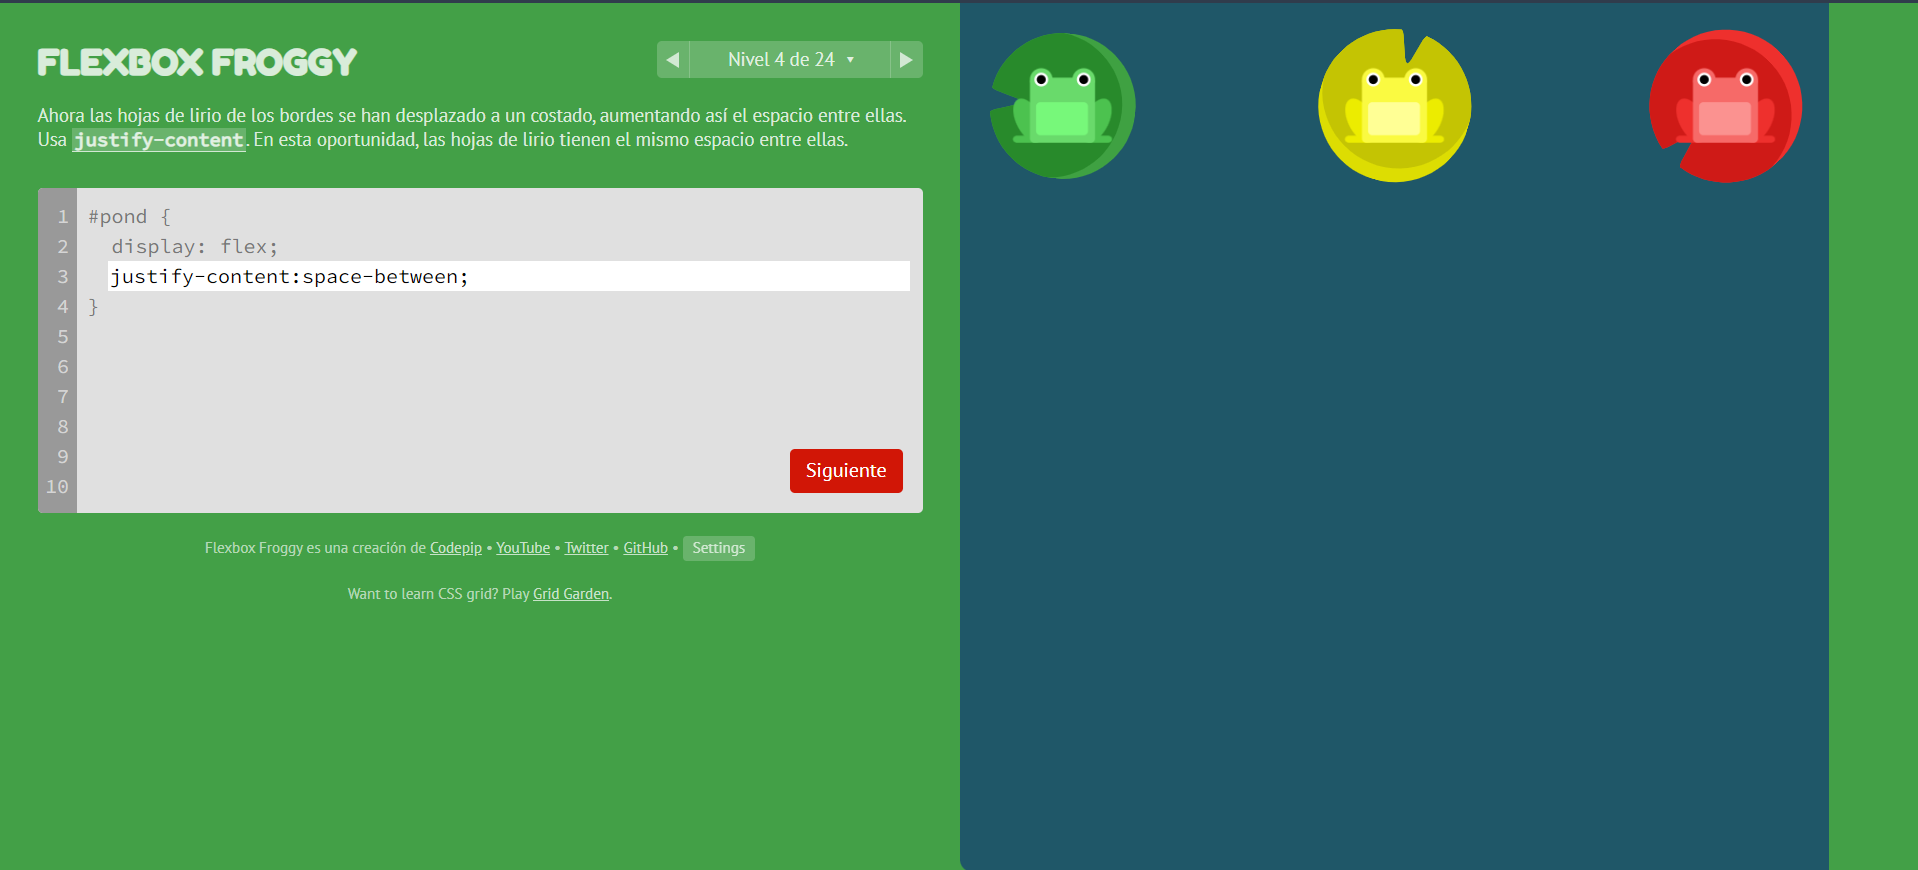 FLEXBOX FROGGY
Nivel 4 de 24
Ahora las hojas de lirio de los bordes se han desplazado a un costado, aumentando así el espacio entre ellas.
Usa justify-content. En esta oportunidad, las hojas de lirio tienen el mismo espacio entre ellas.
1 #pond {
2 display: flex;
3 justify-content:space-between;
4 }
5
6
7
8
9
10
Siguiente
Flexbox Froggy es una creación de Codepip • YouTube • Twitter • GitHub • Settings
Want to learn CSS grid? Play Grid Garden.